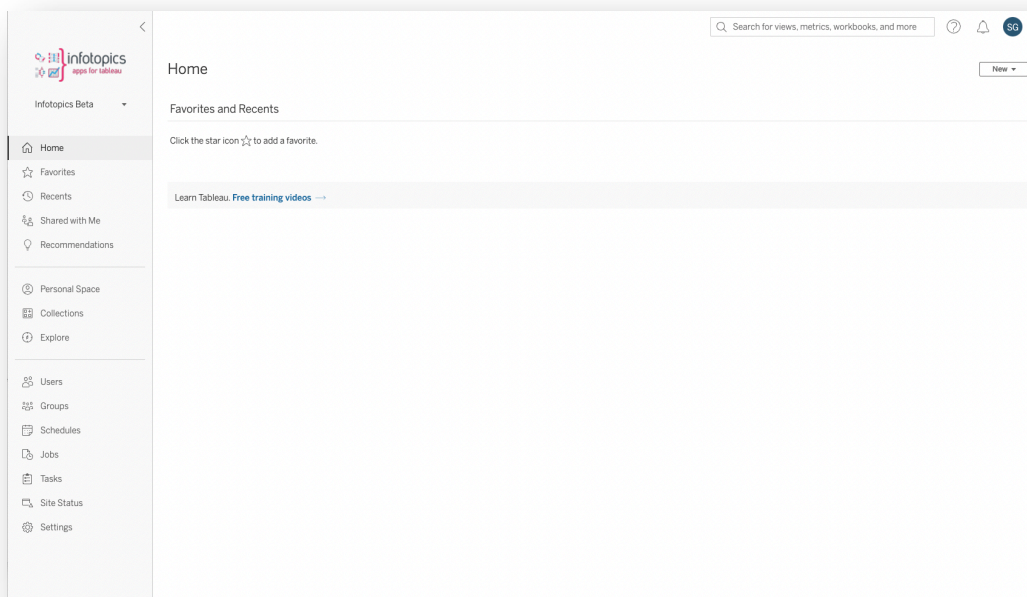 infotopics
apps for tableau
Infotopics Beta
Home
Favorites
Recents
Shared with Me
Recommendations
Personal Space
Collections
Explore
Users
Groups
Schedules
Jobs
Tasks
Site Status
Settings
Search for views, metrics, workbooks, and more
SG
Home
New
Favorites and Recents
Click the star icon to add a favorite.
Learn Tableau. Free training videos →